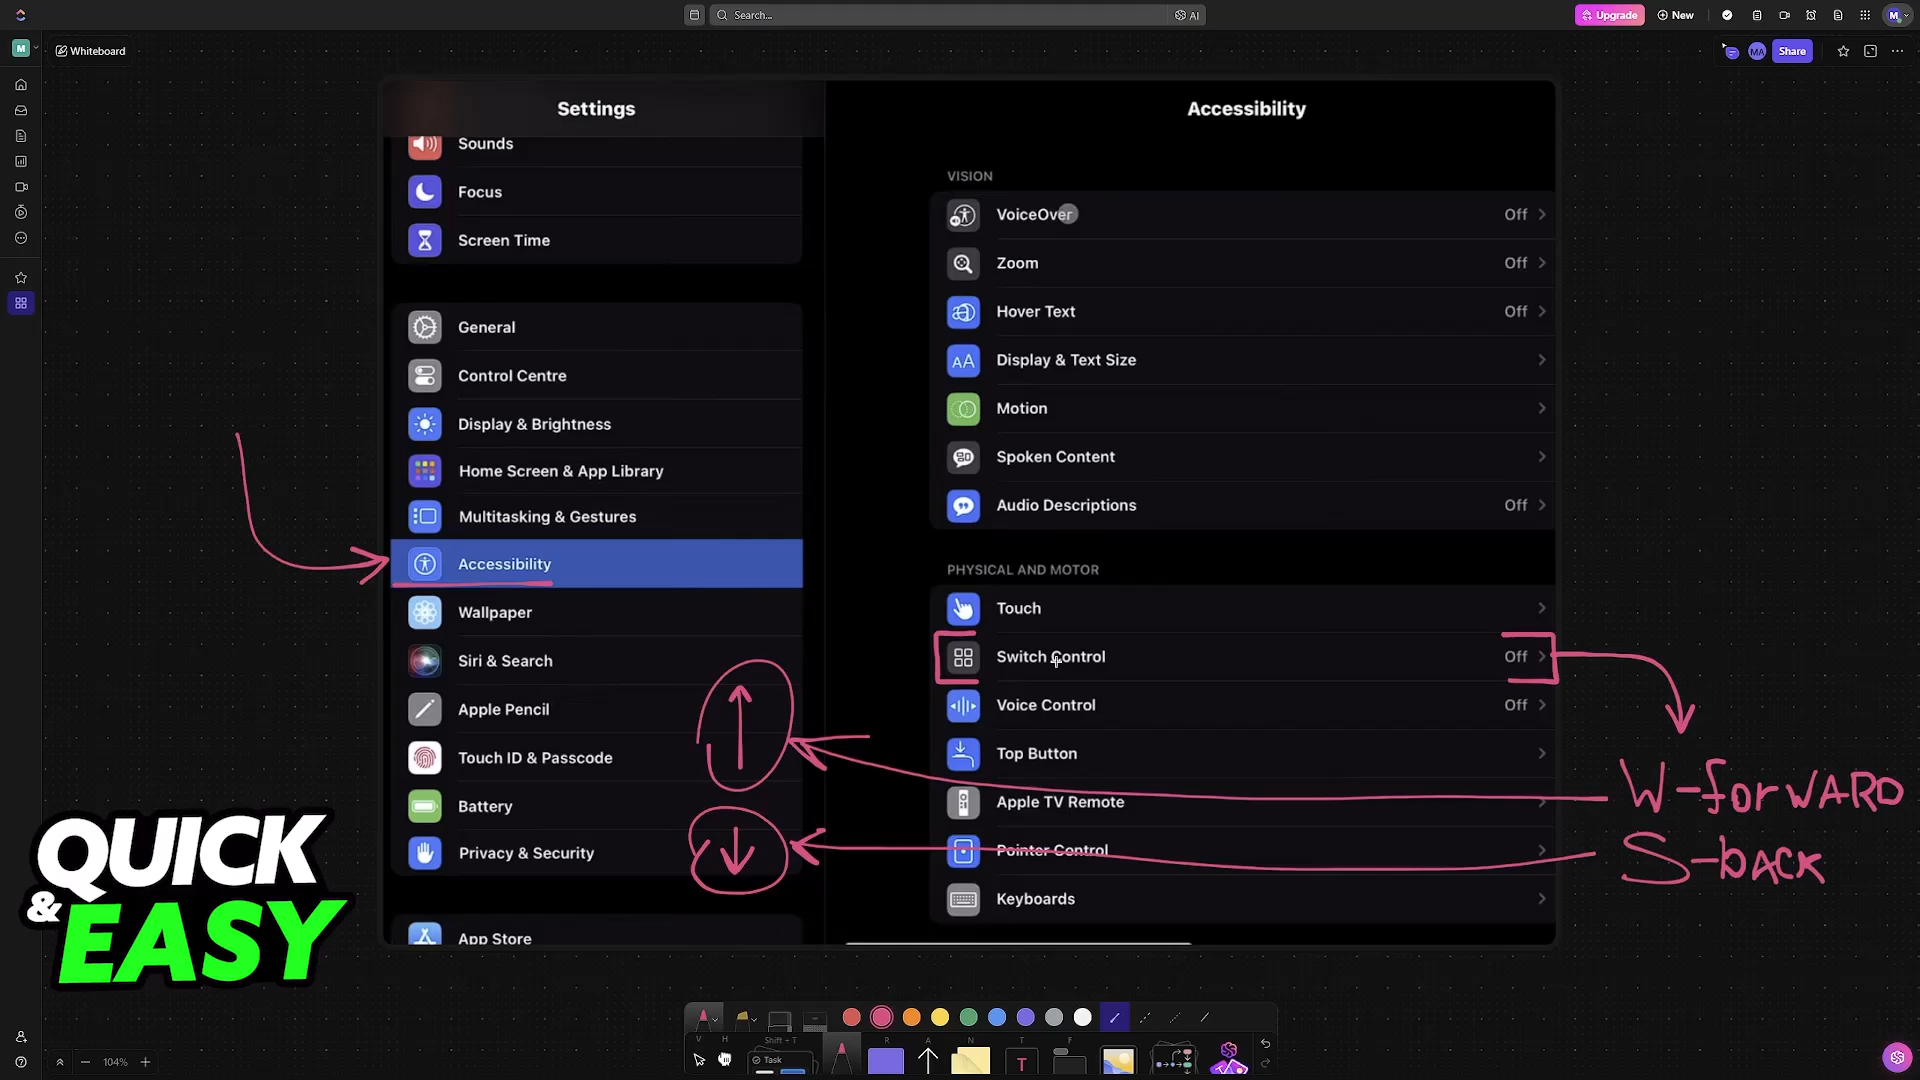 Search...
AI
Upgrade
New
M
M
Whiteboard
MA
Share
Settings
Sounds
Focus
Screen Time
General
Control Centre
Display & Brightness
Home Screen & App Library
Multitasking & Gestures
Accessibility
Wallpaper
Siri & Search
Apple Pencil
Touch ID & Passcode
Battery
Privacy & Security
App Store
Accessibility
VISION
VoiceOver Off
Zoom Off
Hover Text Off
Display & Text Size
Motion
Spoken Content
Audio Descriptions Off
PHYSICAL AND MOTOR
Touch
Switch Control Off
Voice Control Off
Top Button
Apple TV Remote
Pointer Control
Keyboards
W-forWARD
S-bACK
QUICK
& EASY
104%
V H Shift + T R A N T F
Task